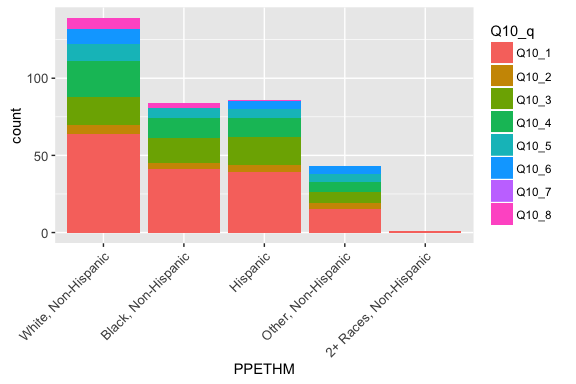 100
50
0
count
White, Non-Hispanic
Black, Non-Hispanic
Hispanic
Other, Non-Hispanic
2+ Races, Non-Hispanic
PPETHM
Q10_q
Q10_1
Q10_2
Q10_3
Q10_4
Q10_5
Q10_6
Q10_7
Q10_8